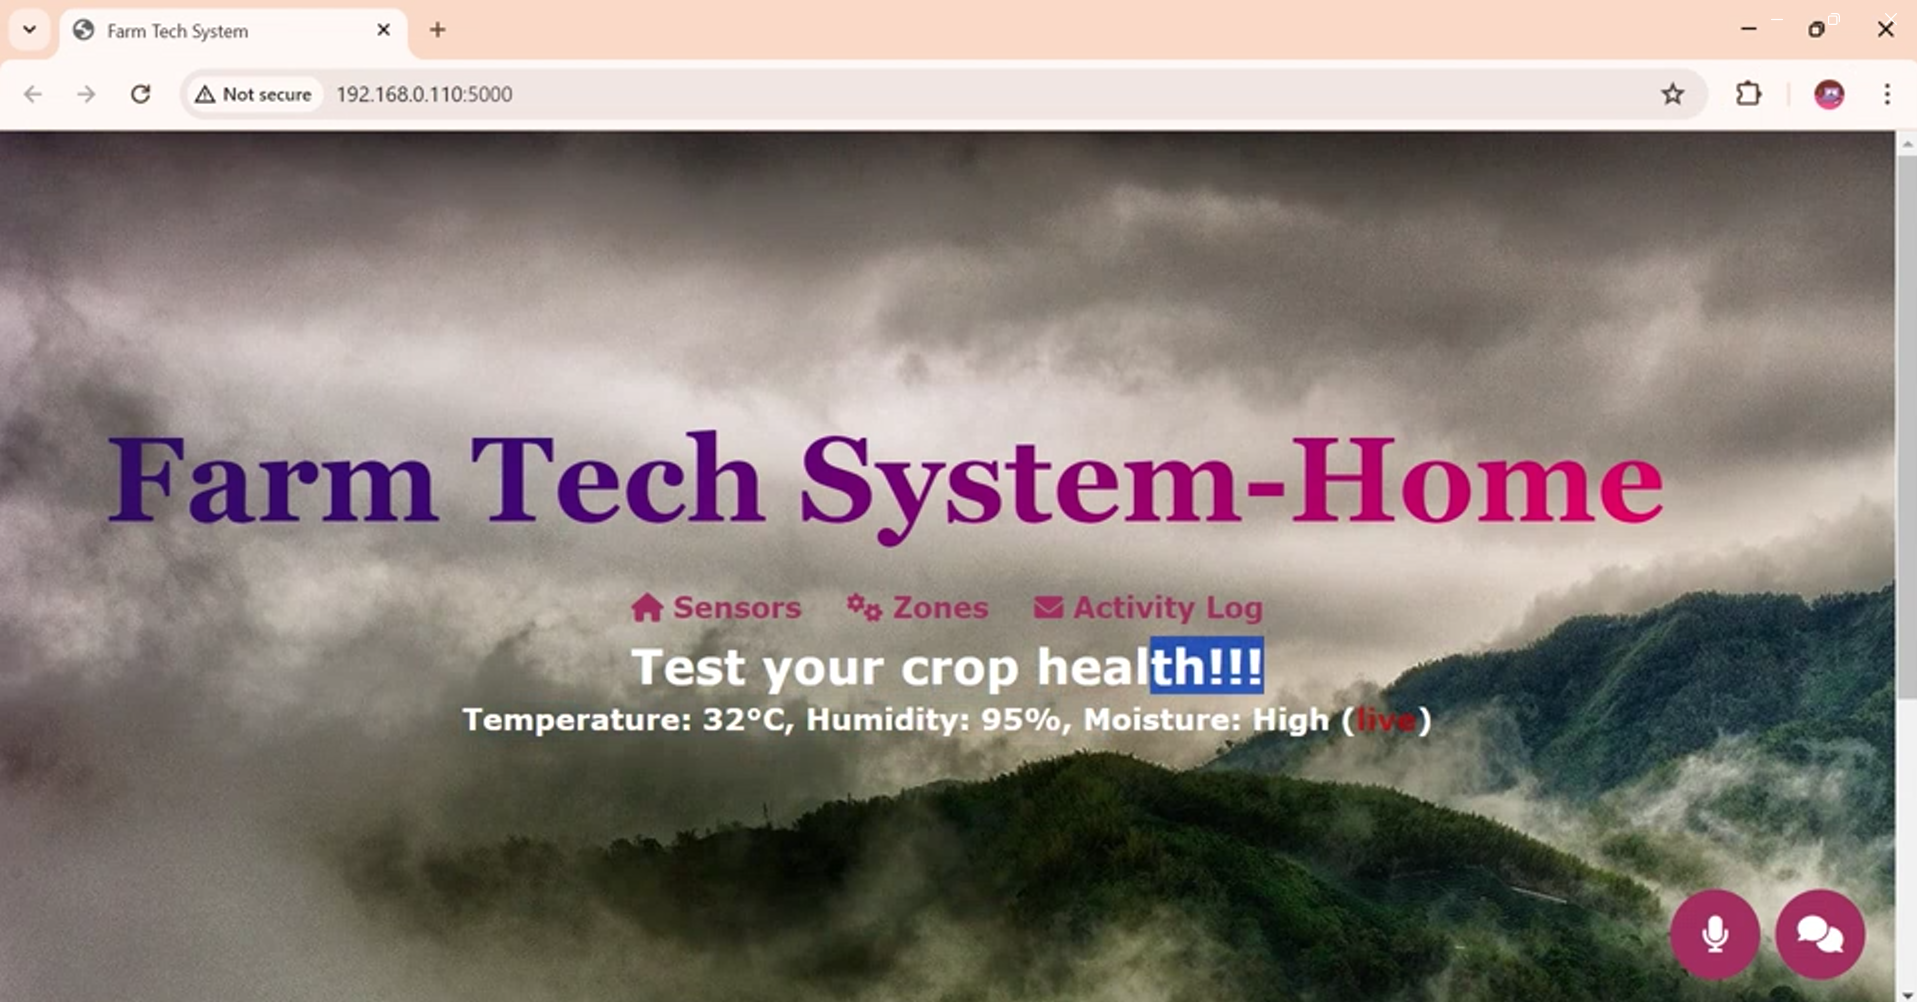 Farm Tech System
Not secure
192.168.0.110:5000
Farm Tech System-Home
Sensors Zones Activity Log
Test your crop health!!!
Temperature: 32°C, Humidity: 95%, Moisture: High (live)